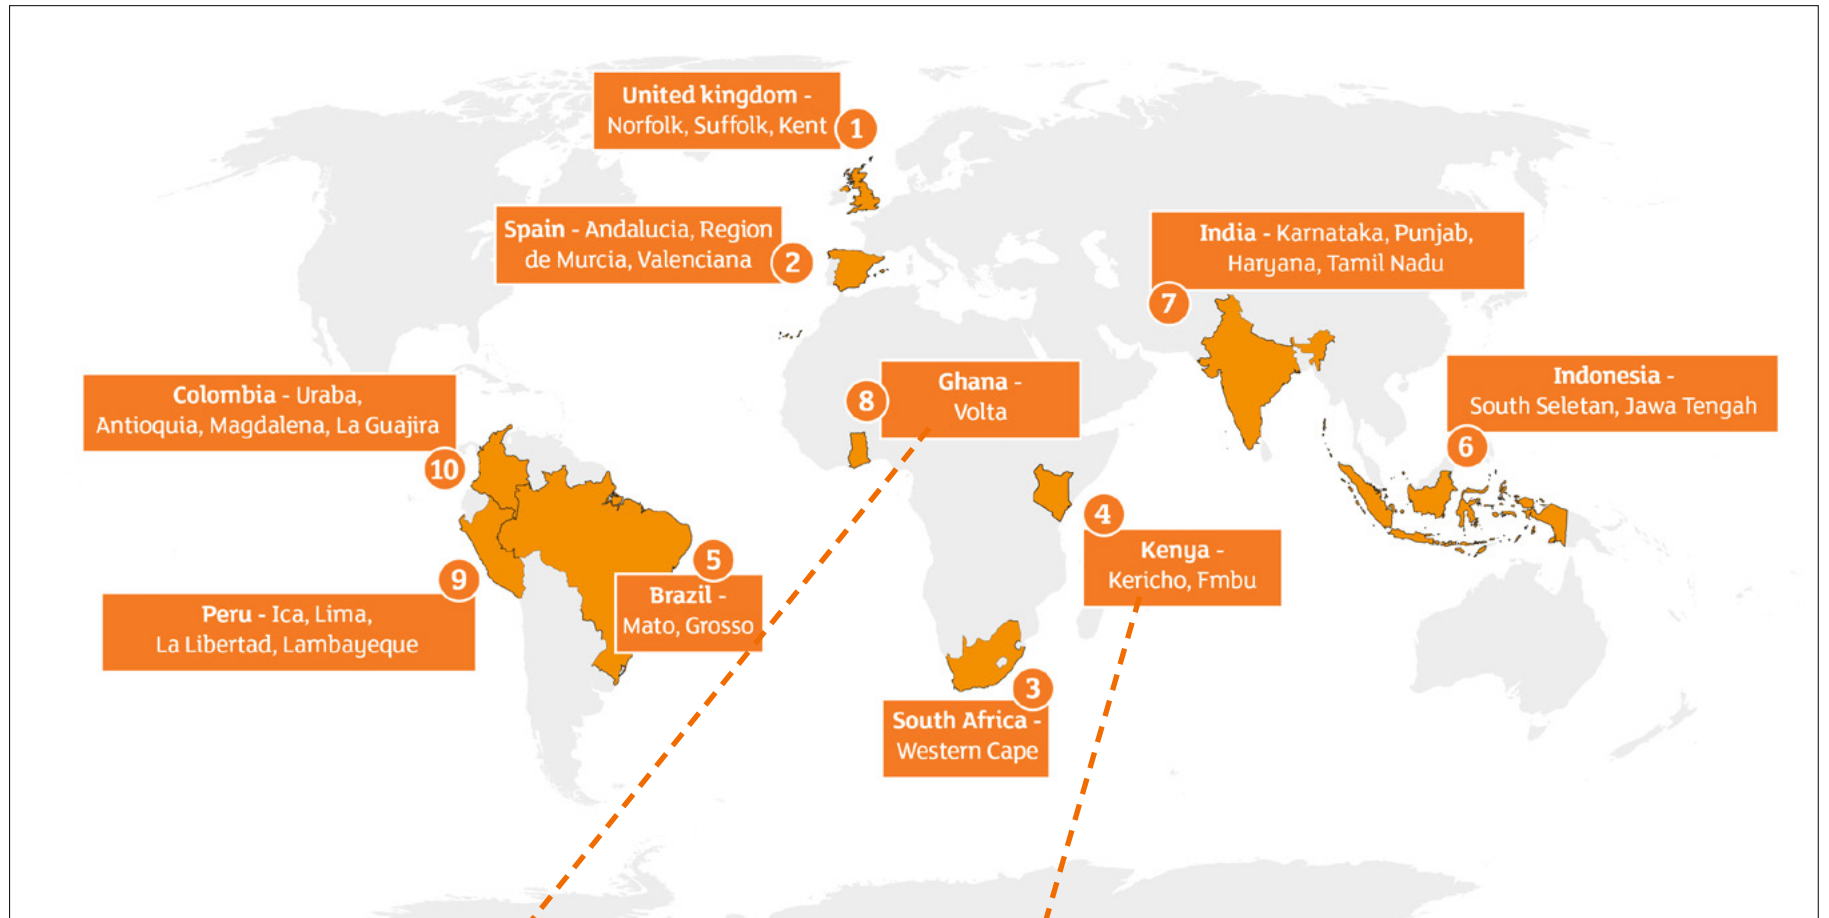 United kingdom -
Norfolk, Suffolk, Kent
1
Spain - Andalucia, Region
de Murcia, Valenciana
2
India - Karnataka, Punjab,
Haryana, Tamil Nadu
7
Ghana -
Volta
8
Indonesia -
South Seletan, Jawa Tengah
6
Colombia - Uraba,
Antioquia, Magdalena, La Guajira
10
4
Kenya -
Kericho, Fmbu
5
Brazil -
Mato, Grosso
9
Peru - Ica, Lima,
La Libertad, Lambayeque
3
South Africa -
Western Cape